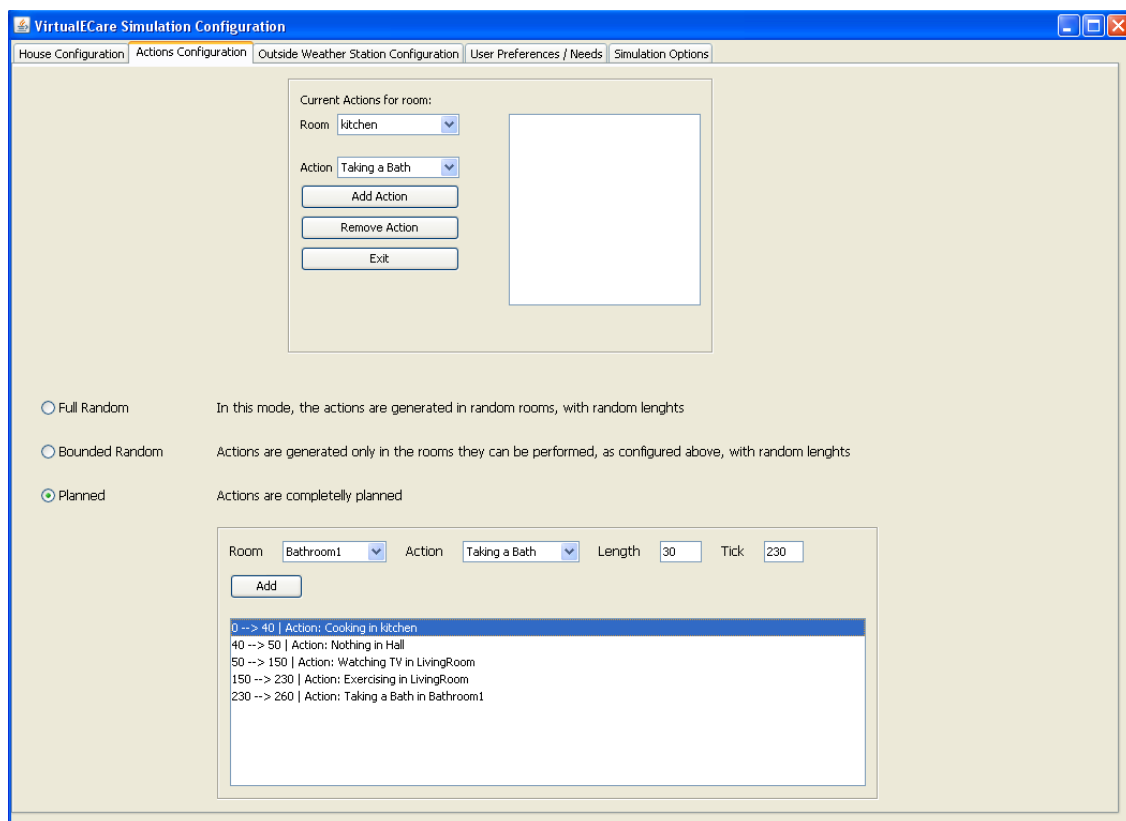 VirtualECare Simulation Configuration
House Configuration Actions Configuration Outside Weather Station Configuration User Preferences / Needs Simulation Options
Current Actions for room:
Room kitchen
Action Taking a Bath
Add Action
Remove Action
Exit
Full Random In this mode, the actions are generated in random rooms, with random lenghts
Bounded Random Actions are generated only in the rooms they can be performed, as configured above, with random lenghts
Planned Actions are completelly planned
Room Bathroom1 Action Taking a Bath Length 30 Tick 230
Add
0 --> 40 | Action: Cooking in kitchen
40 --> 50 | Action: Nothing in Hall
50 --> 150 | Action: Watching TV in LivingRoom
150 --> 230 | Action: Exercising in LivingRoom
230 --> 260 | Action: Taking a Bath in Bathroom1